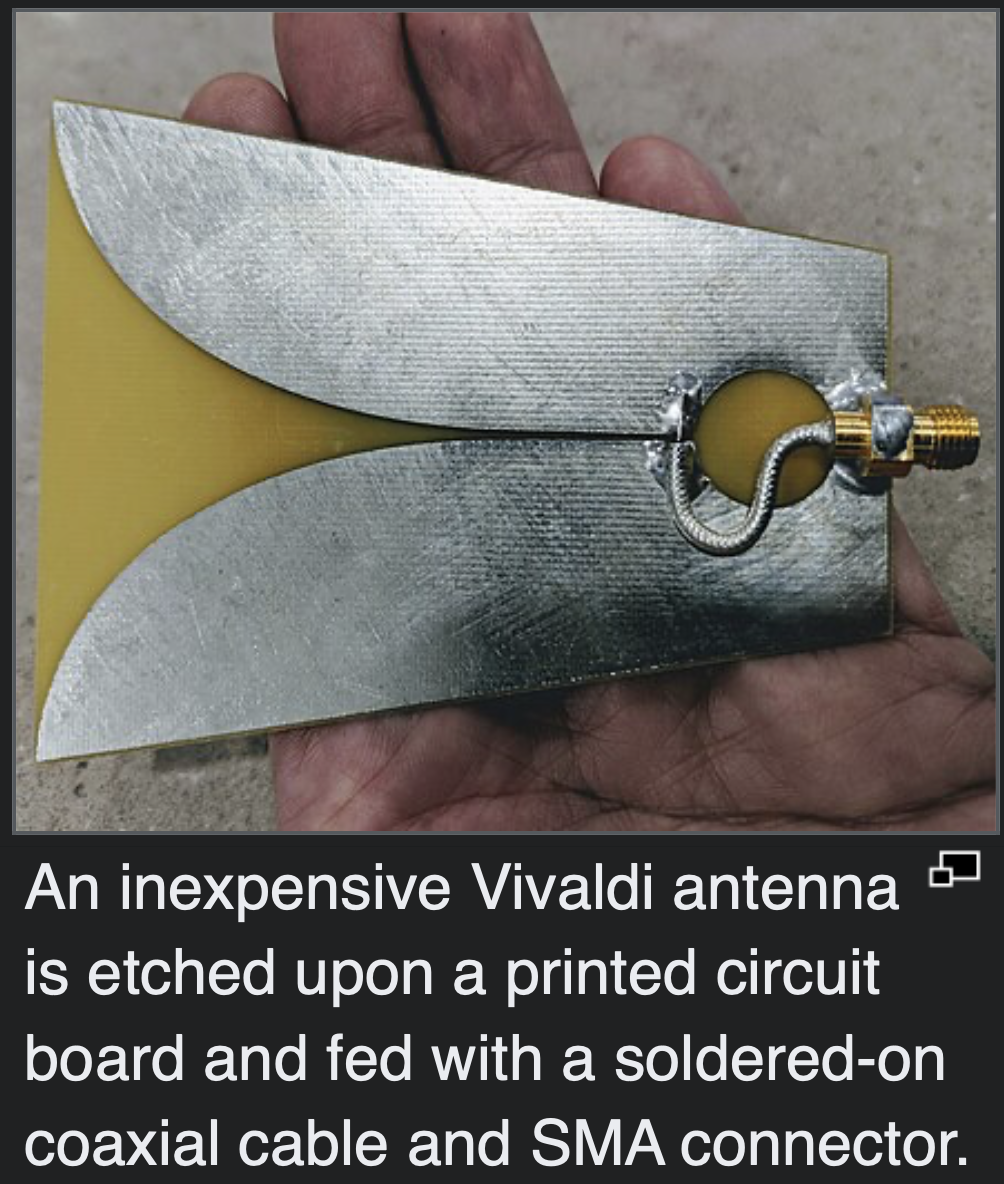 An inexpensive Vivaldi antenna
is etched upon a printed circuit
board and fed with a soldered-on
coaxial cable and SMA connector.